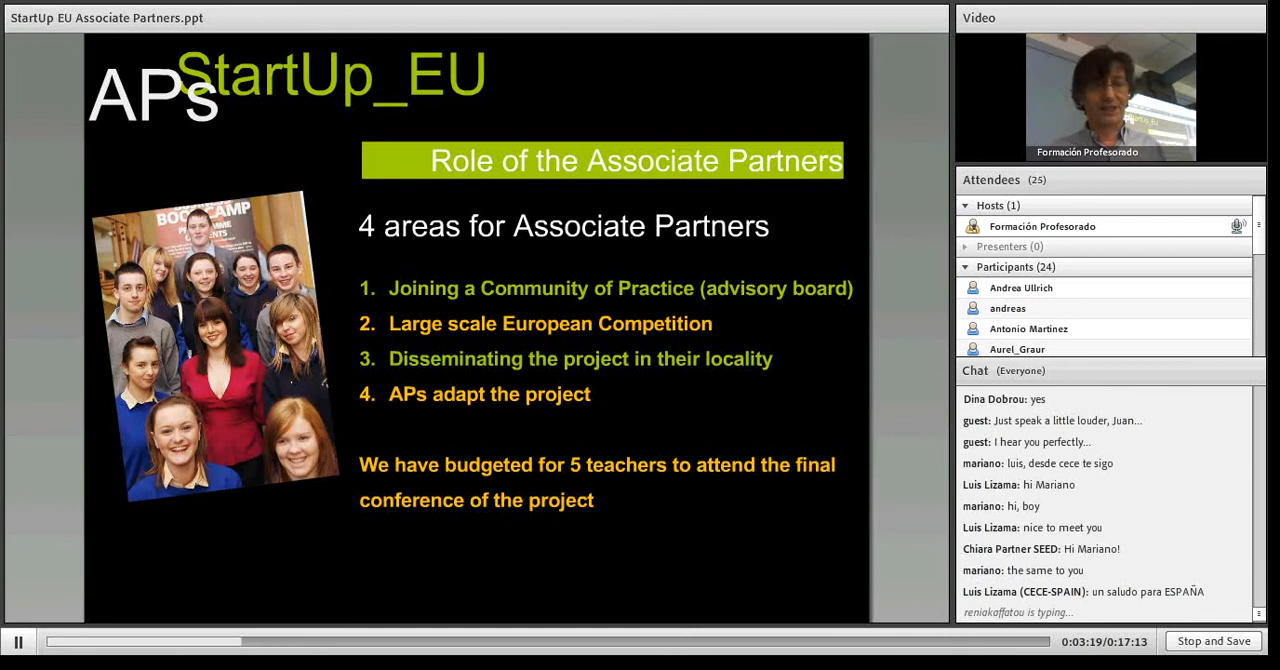 StartUp EU Associate Partners.ppt
APs
StartUp_EU
Role of the Associate Partners
BUSINESS
BOOTCAMP
4 areas for Associate Partners
1. Joining a Community of Practice (advisory board)
2. Large scale European Competition
3. Disseminating the project in their locality
4. APs adapt the project
We have budgeted for 5 teachers to attend the final
conference of the project
Video
StartUp_EU
Formación Profesorado
Attendees (25)
Hosts (1)
Formación Profesorado
Presenters (0)
Participants (24)
Andrea Ullrich
andreas
Antonio Martinez
Aurel_Graur
Chat (Everyone)
Dina Dobrou: yes
guest: Just speak a little louder, Juan...
guest: I hear you perfectly...
mariano: luis, desde cece te sigo
Luis Lizama: hi Mariano
mariano: hi, boy
Luis Lizama: nice to meet you
Chiara Partner SEED: Hi Mariano!
mariano: the same to you
Luis Lizama (CECE-SPAIN): un saludo para ESPAÑA
reniakaffatou is typing...
0:03:19/0:17:13
Stop and Save